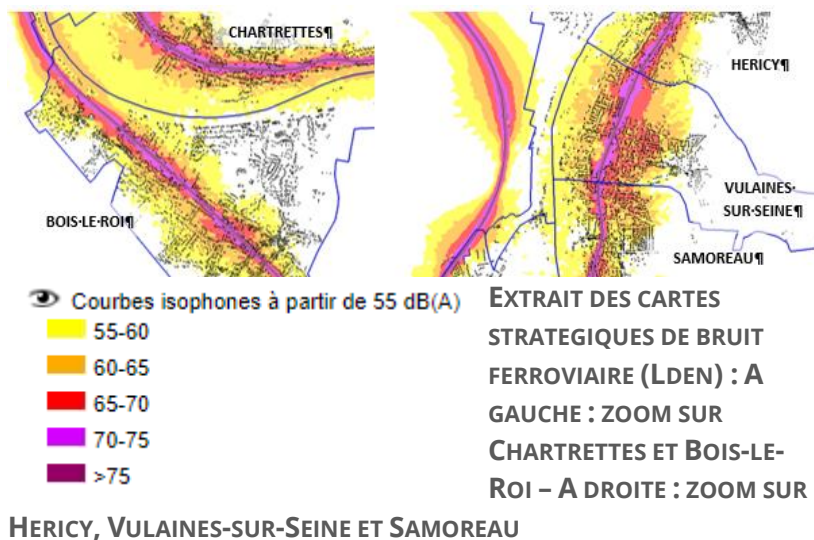 CHARTRETTES¶
BOIS-LE-ROI¶
HERICY¶
VULAINES-
SUR-SEINE¶
SAMOREAU¶
Courbes isophones à partir de 55 dB(A)
55-60
60-65
65-70
70-75
>75
EXTRAIT DES CARTES
STRATEGIQUES DE BRUIT
FERROVIAIRE (LDEN) : A
GAUCHE : ZOOM SUR
CHARTRETTES ET BOIS-LE-
ROI – A DROITE : ZOOM SUR
HERICY, VULAINES-SUR-SEINE ET SAMOREAU